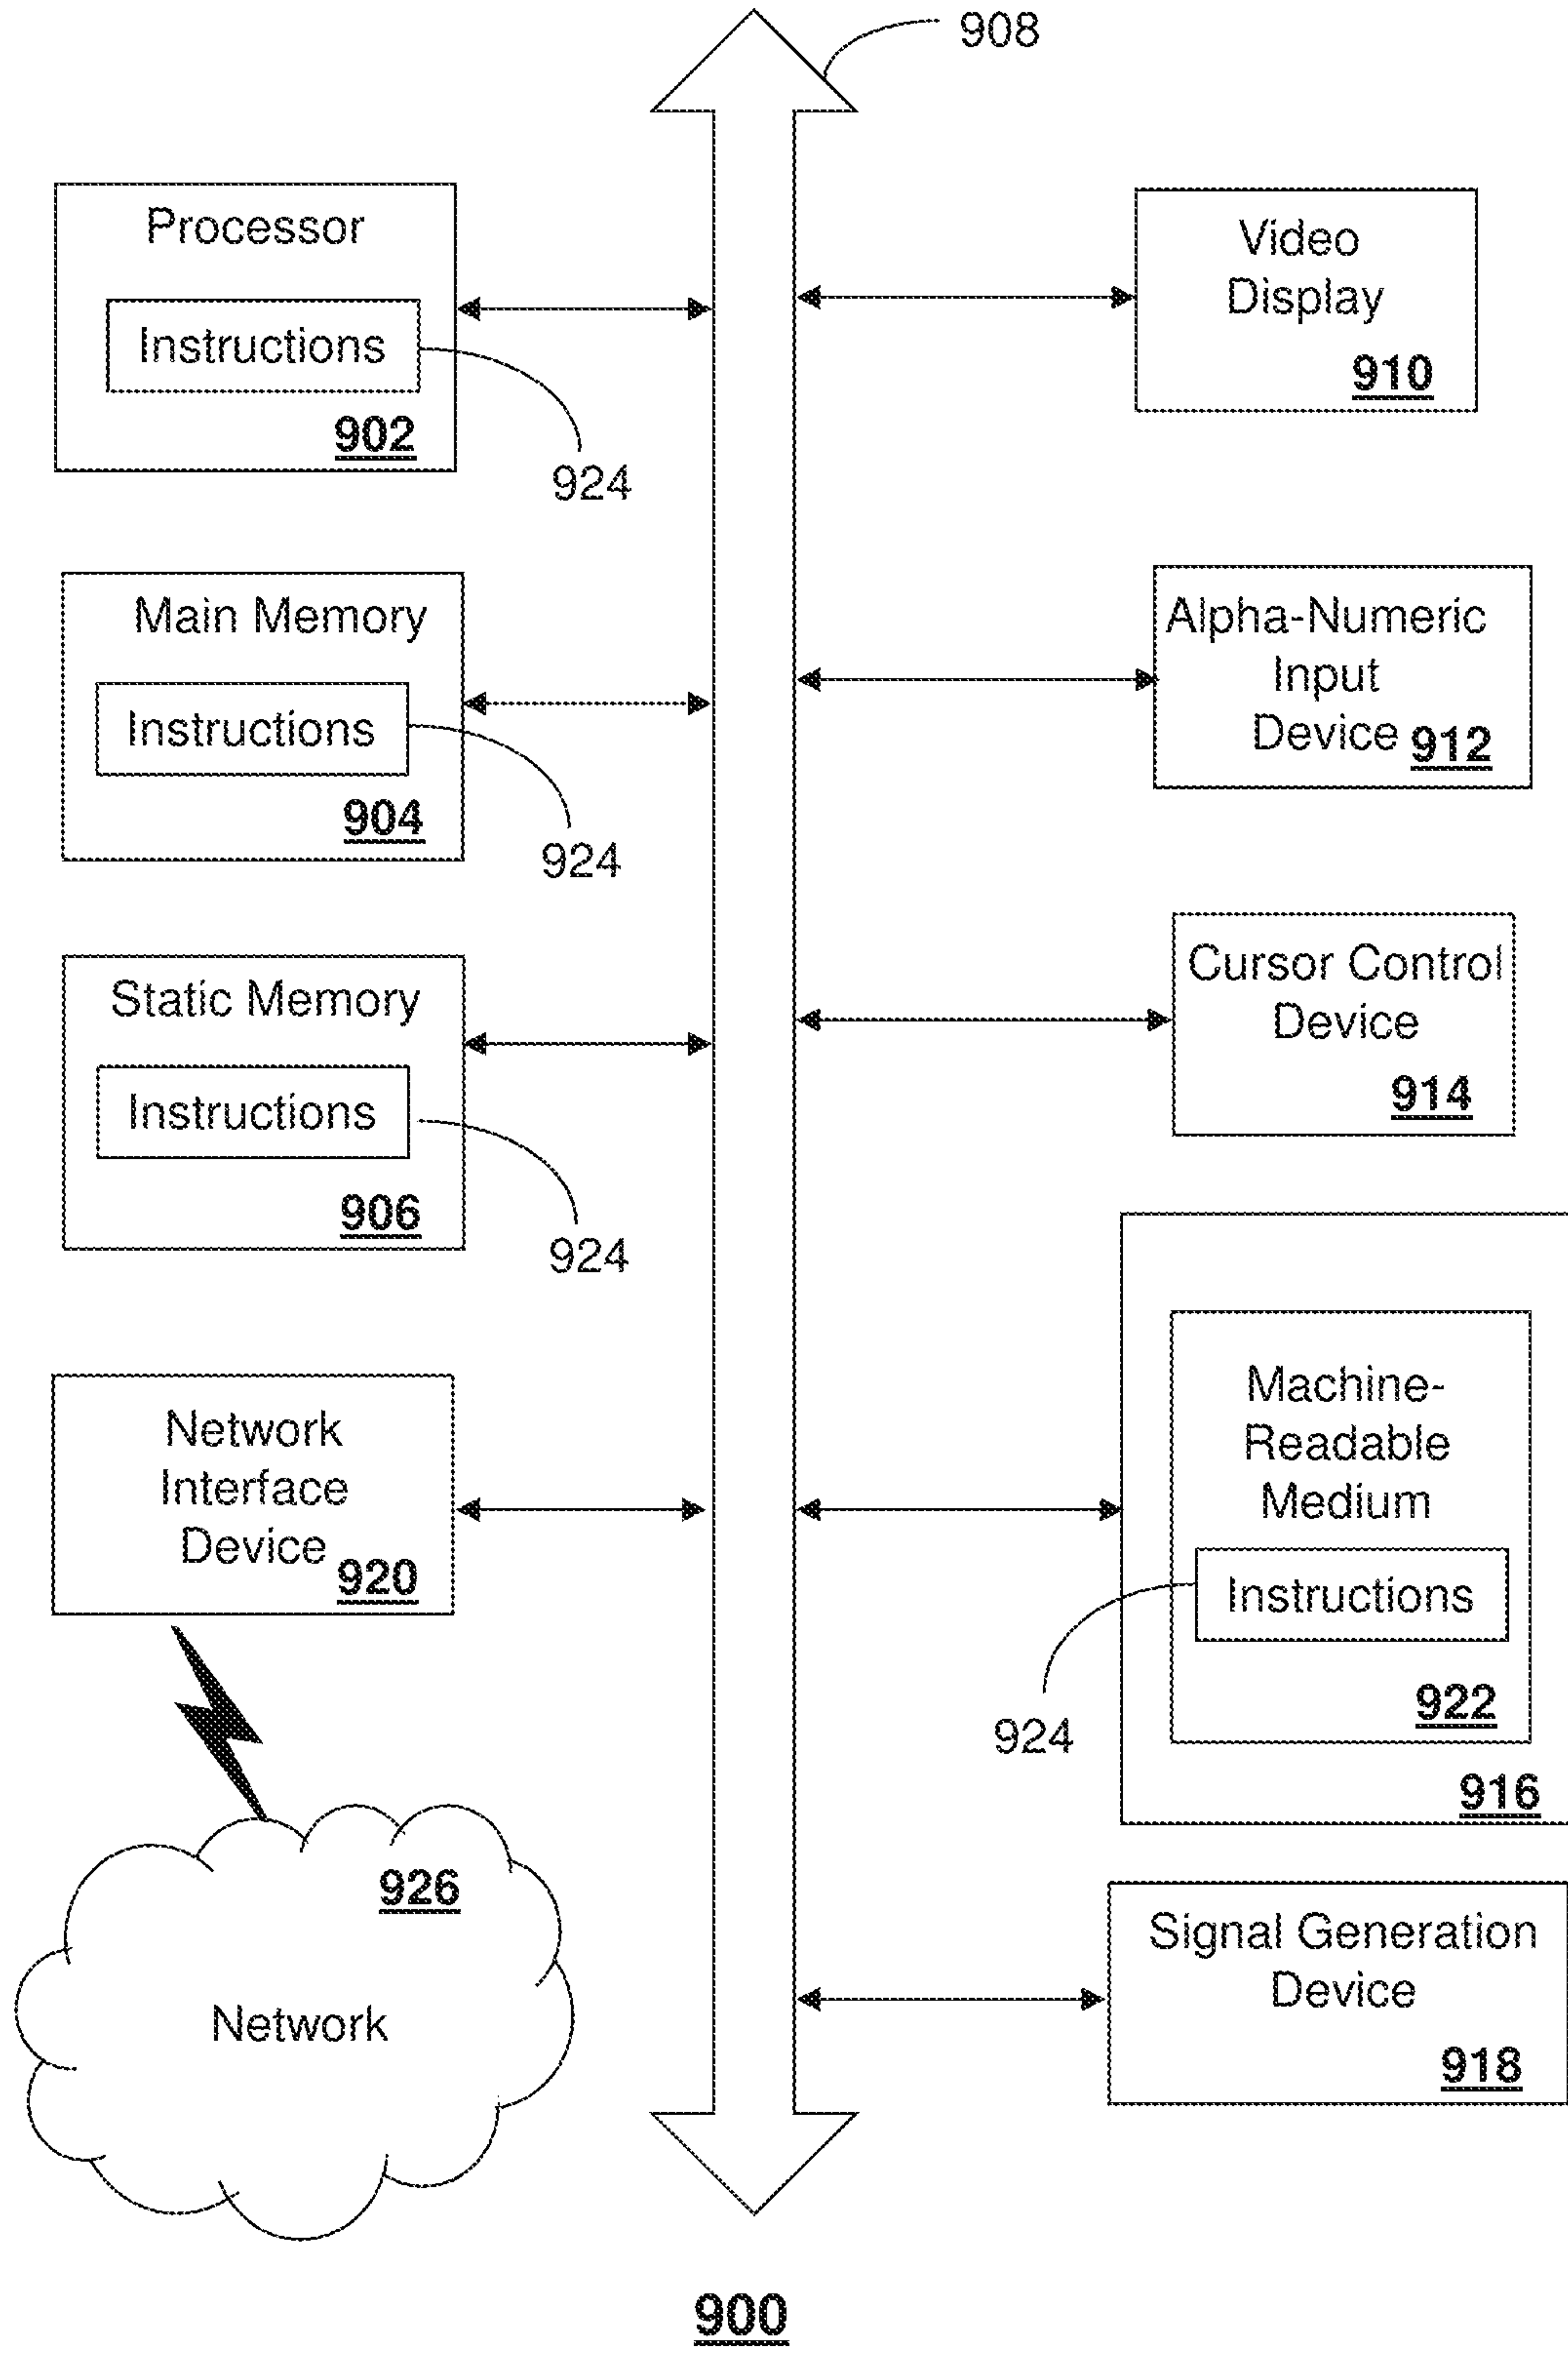 908
Processor
Instructions
902
924
Main Memory
Instructions
904
924
Static Memory
Instructions
906
924
Network
Interface
Device
920
926
Network
Video
Display
910
Alpha-Numeric
Input
Device
912
Cursor Control
Device
914
Machine-
Readable
Medium
Instructions
922
924
916
Signal Generation
Device
918
900